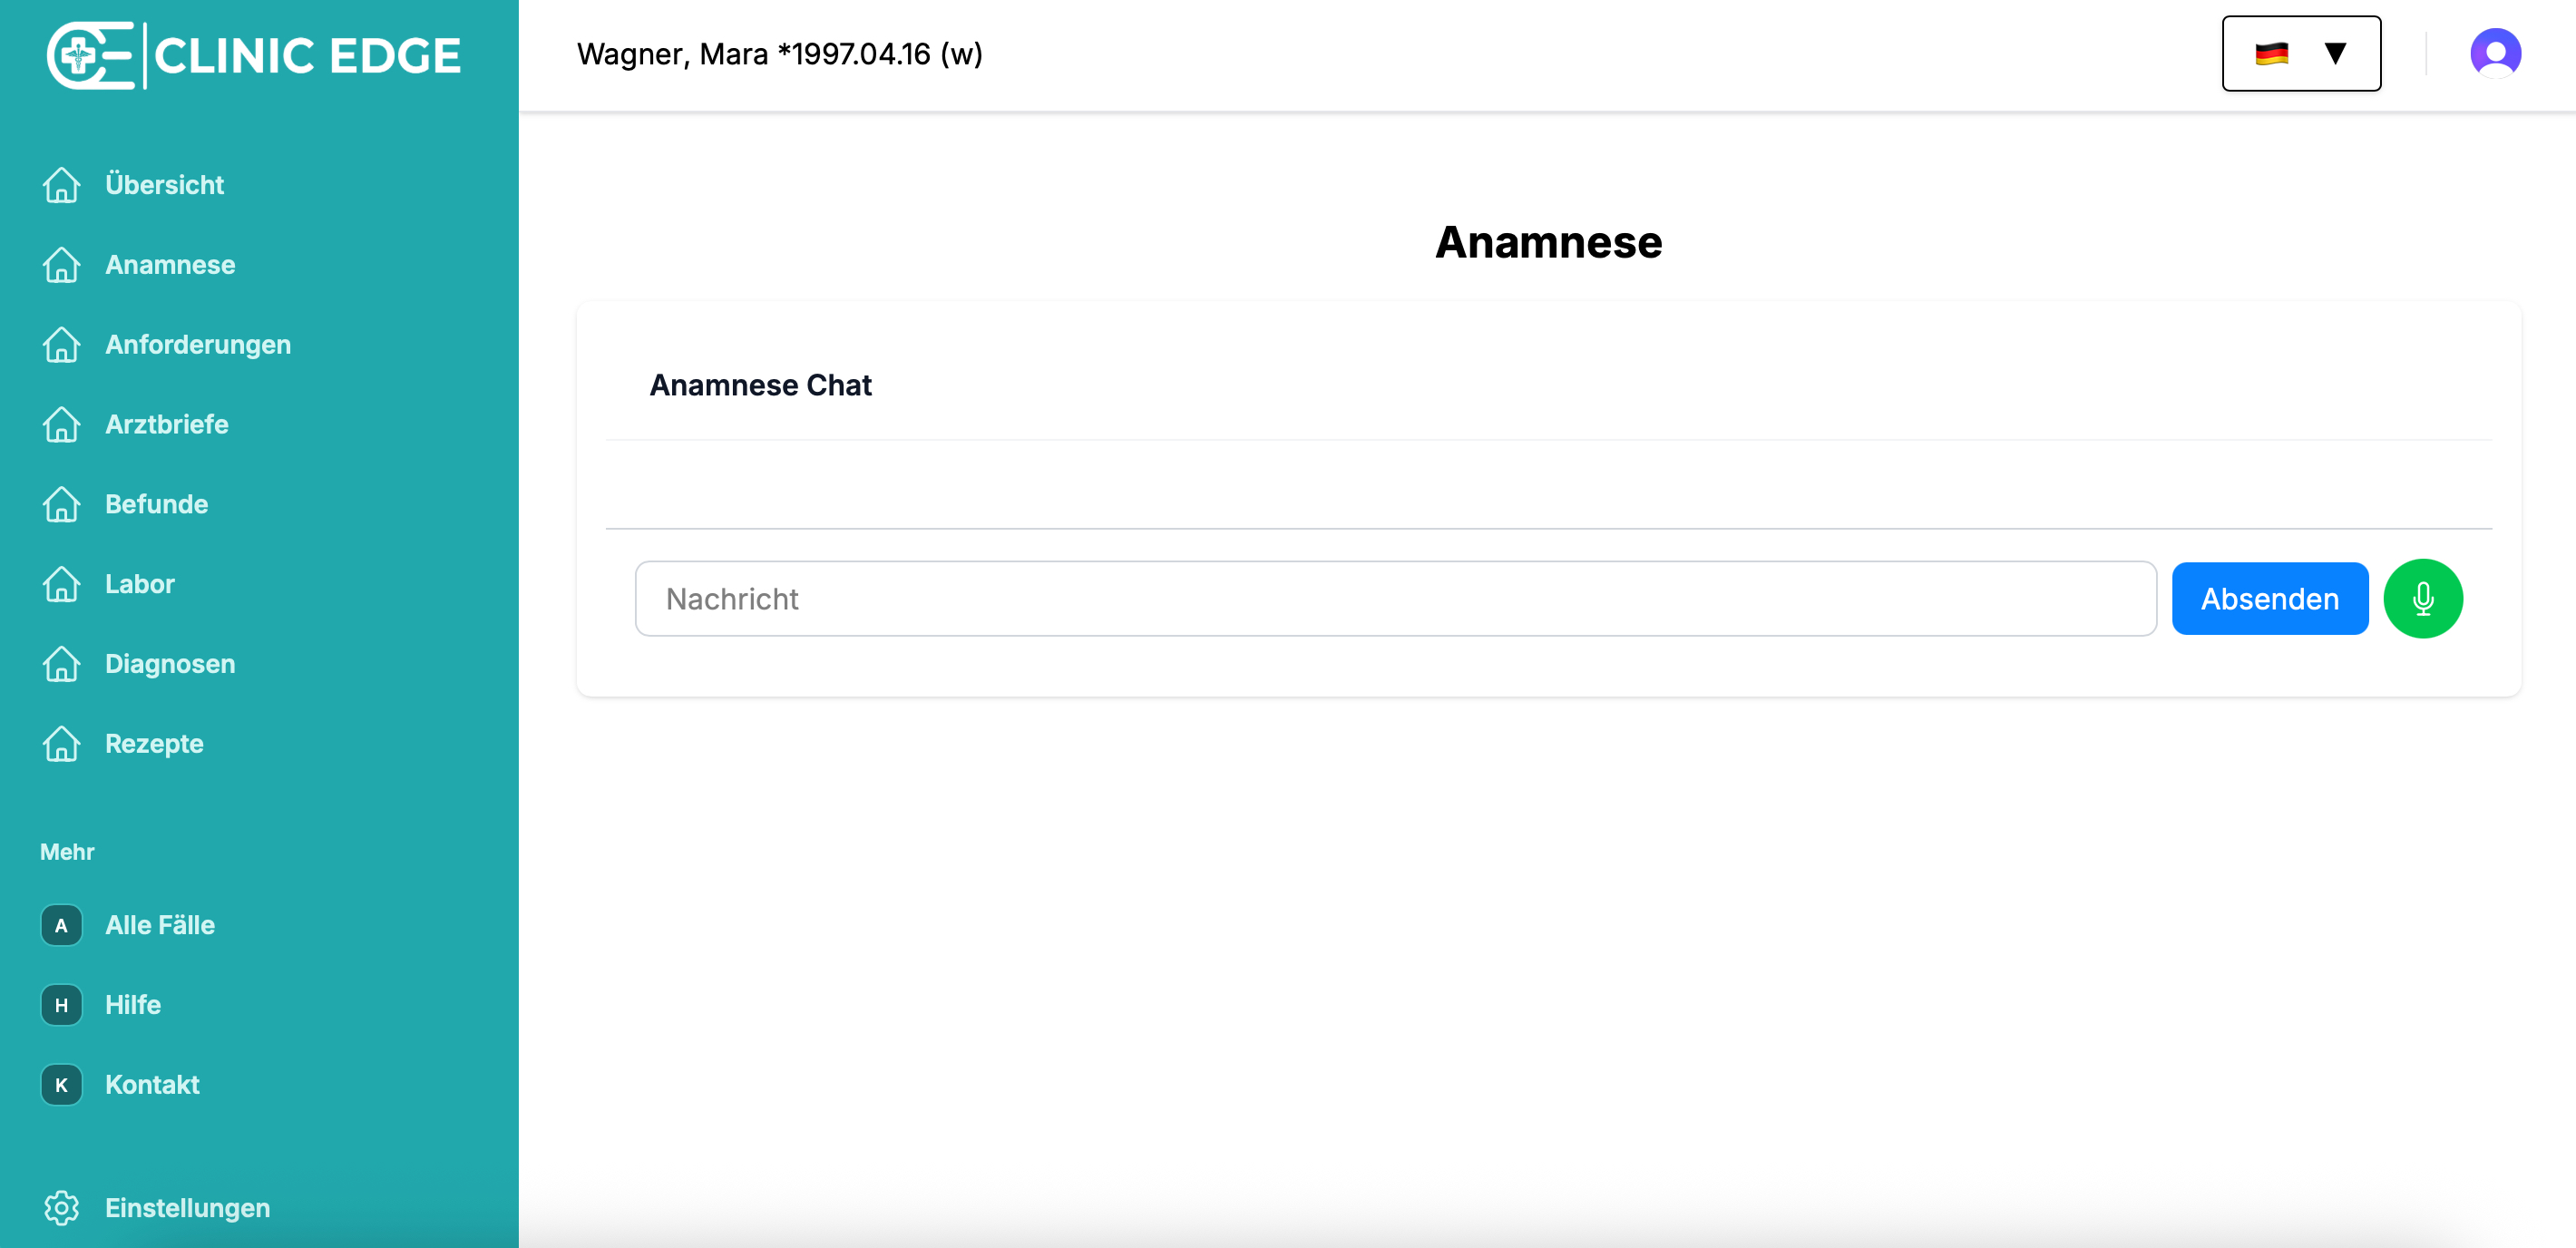 CLINIC EDGE
Wagner, Mara *1997.04.16 (w)
Übersicht
Anamnese
Anforderungen
Arztbriefe
Befunde
Labor
Diagnosen
Rezepte
Mehr
A Alle Fälle
H Hilfe
K Kontakt
Einstellungen
Anamnese
Anamnese Chat
Nachricht
Absenden